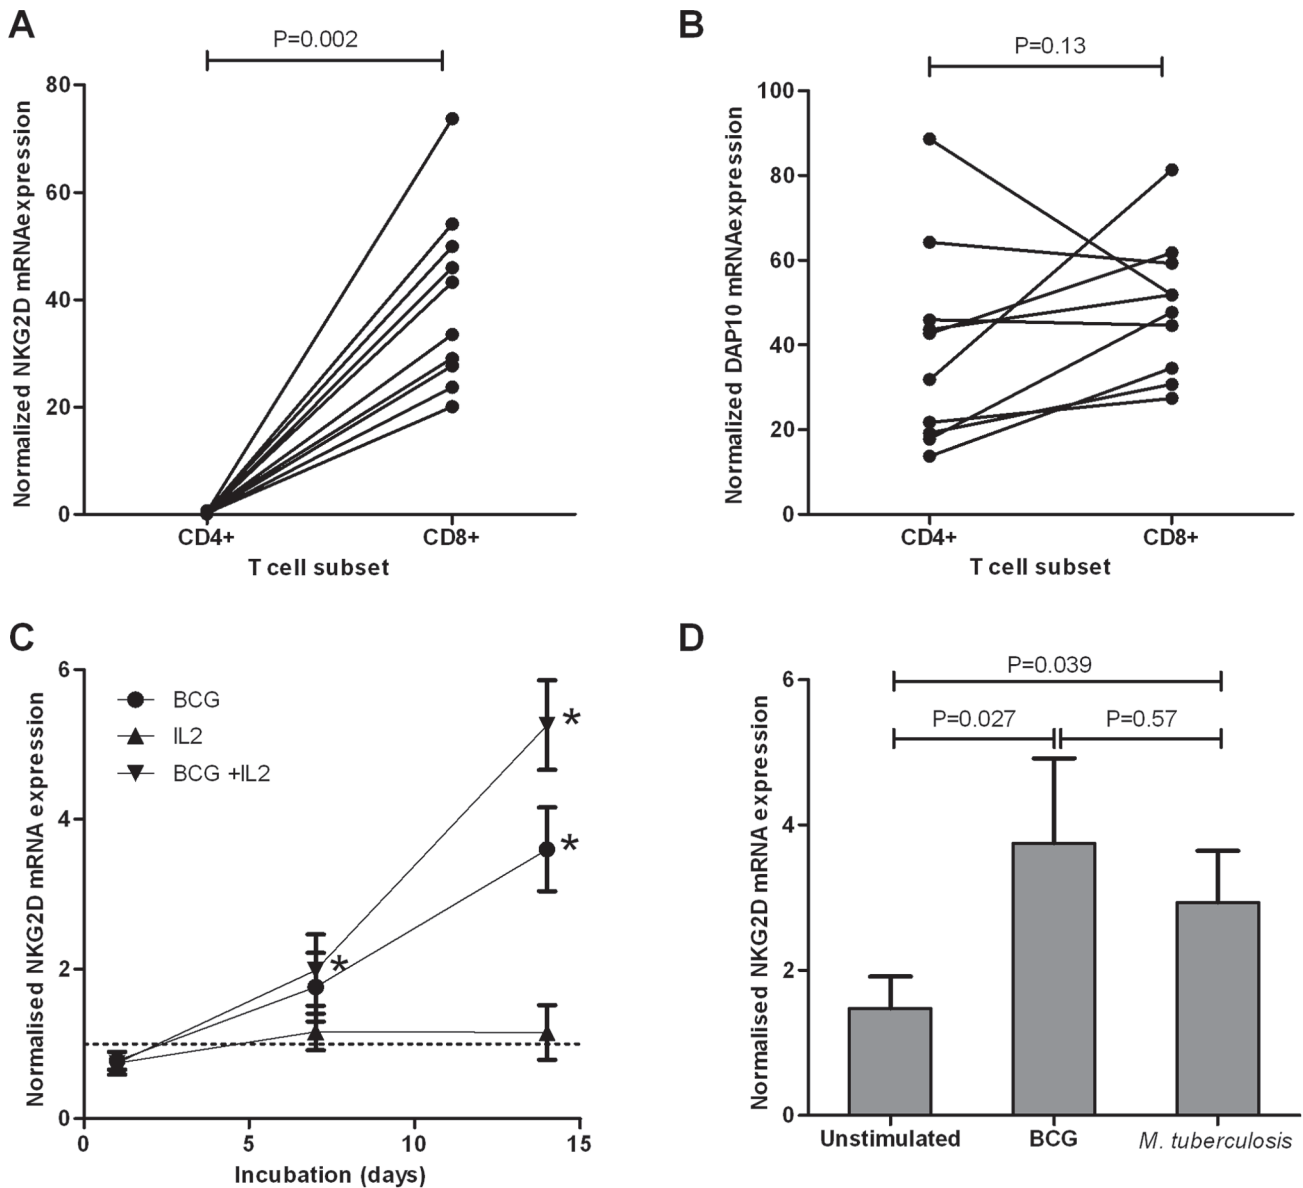 A
P=0.002
80
60
40
20
0
Normalized NKG2D mRNAexpression
CD4+ CD8+
T cell subset
B
P=0.13
100
80
60
40
20
0
Normalized DAP10 mRNAexpression
CD4+ CD8+
T cell subset
C
6
4
2
0
Normalised NKG2D mRNA expression
BCG
IL2
BCG +IL2
*
*
*
0 5 10 15
Incubation (days)
D
P=0.039
P=0.027 P=0.57
6
4
2
0
Normalised NKG2D mRNA expression
Unstimulated BCG M. tuberculosis